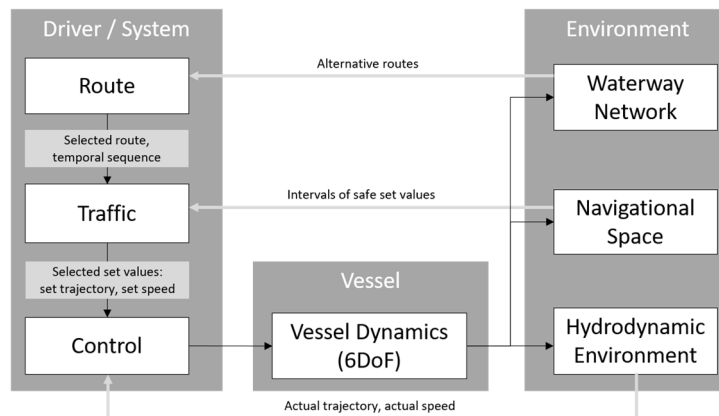 Driver / System
Environment
Route
Alternative routes
Waterway
Network
Selected route,
temporal sequence
Traffic
Intervals of safe set values
Navigational
Space
Selected set values:
set trajectory, set speed
Vessel
Control
Vessel Dynamics
(6DoF)
Hydrodynamic
Environment
Actual trajectory, actual speed